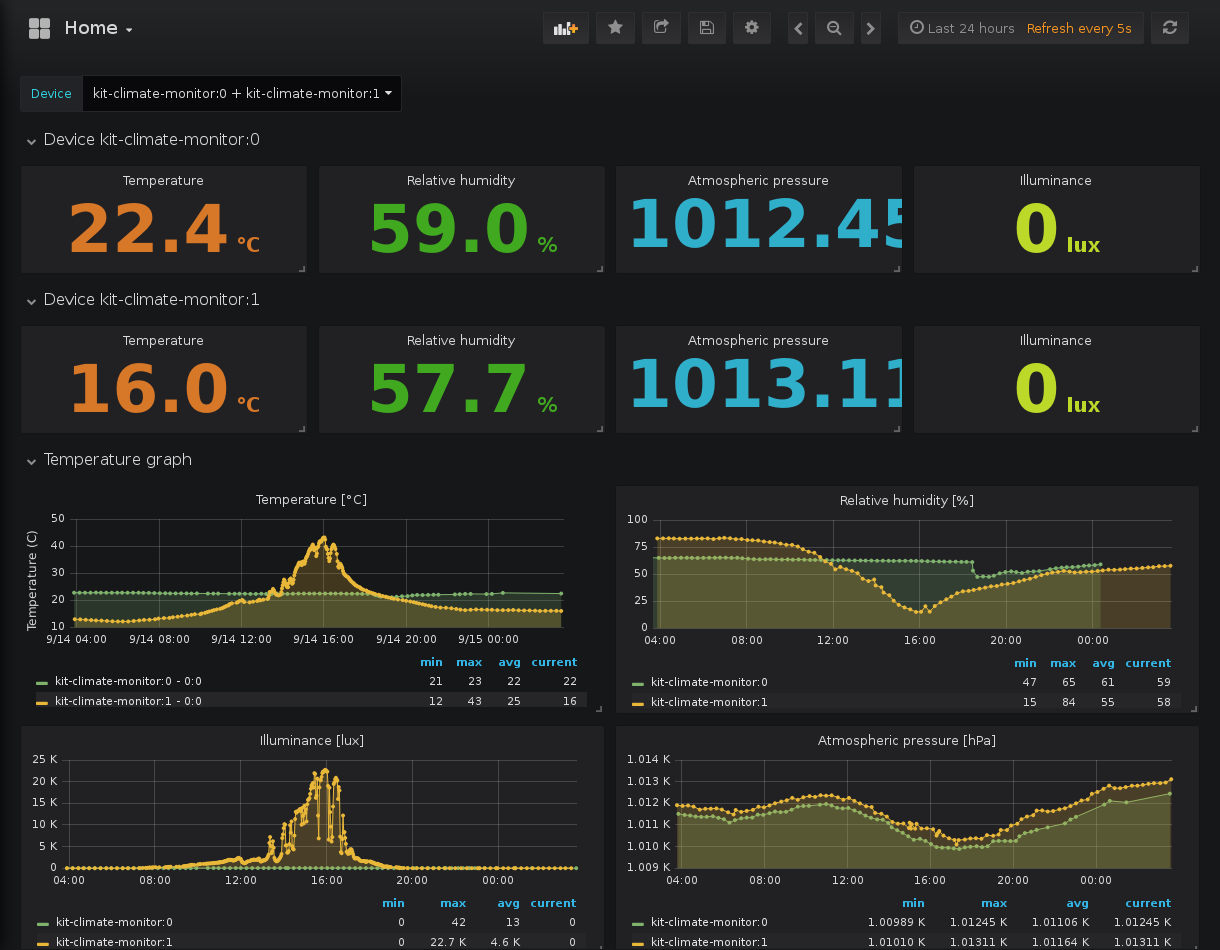 Home
Last 24 hours Refresh every 5s
Device kit-climate-monitor:0 + kit-climate-monitor:1
Device kit-climate-monitor:0
Temperature Relative humidity Atmospheric pressure Illuminance
22.4 °C 59.0 % 1012.45 0 lux
Device kit-climate-monitor:1
Temperature Relative humidity Atmospheric pressure Illuminance
16.0 °C 57.7 % 1013.11 0 lux
Temperature graph
Temperature [°C]
Temperature (C)
50
40
30
20
10
9/14 04:00 9/14 08:00 9/14 12:00 9/14 16:00 9/14 20:00 9/15 00:00
min max avg current
kit-climate-monitor:0 - 0:0 21 23 22 22
kit-climate-monitor:1 - 0:0 12 43 25 16
Relative humidity [%]
100
75
50
25
0
04:00 08:00 12:00 16:00 20:00 00:00
min max avg current
kit-climate-monitor:0 47 65 61 59
kit-climate-monitor:1 15 84 55 58
Illuminance [lux]
25 K
20 K
15 K
10 K
5 K
0
04:00 08:00 12:00 16:00 20:00 00:00
min max avg current
kit-climate-monitor:0 0 42 13 0
kit-climate-monitor:1 0 22.7 K 4.6 K 0
Atmospheric pressure [hPa]
1.014 K
1.013 K
1.012 K
1.011 K
1.010 K
1.009 K
04:00 08:00 12:00 16:00 20:00 00:00
min max avg current
kit-climate-monitor:0 1.00989 K 1.01245 K 1.01106 K 1.01245 K
kit-climate-monitor:1 1.01010 K 1.01311 K 1.01164 K 1.01311 K